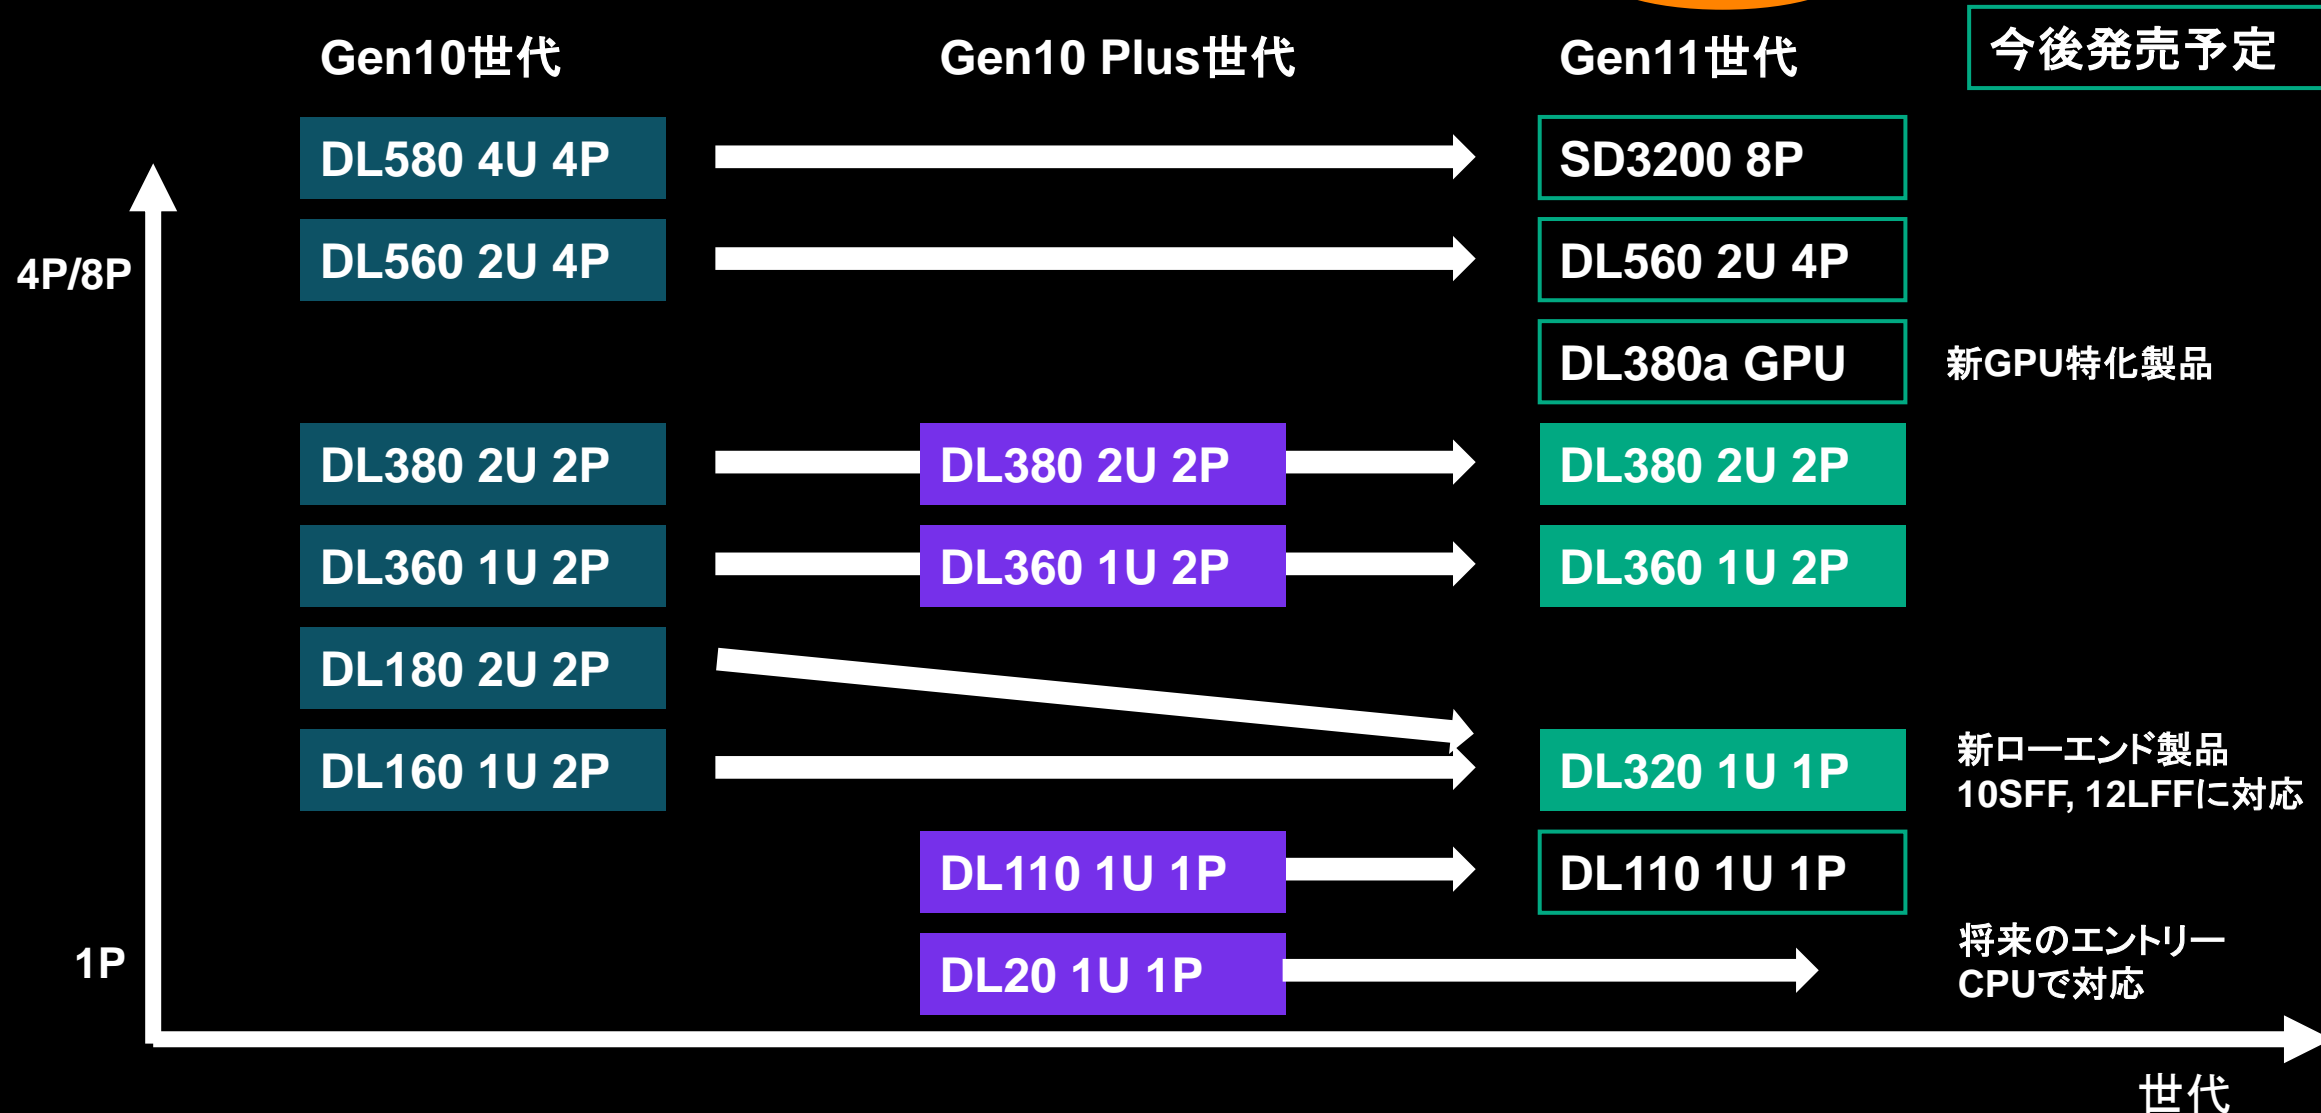 Gen10世代
Gen10 Plus世代
Gen11世代
今後発売予定
DL580 4U 4P
SD3200 8P
4P/8P
DL560 2U 4P
DL560 2U 4P
DL380a GPU
新GPU特化製品
DL380 2U 2P
DL380 2U 2P
DL380 2U 2P
DL360 1U 2P
DL360 1U 2P
DL360 1U 2P
DL180 2U 2P
DL160 1U 2P
DL320 1U 1P
新ローエンド製品
10SFF, 12LFFに対応
DL110 1U 1P
DL110 1U 1P
1P
DL20 1U 1P
将来のエントリー
CPUで対応
世代